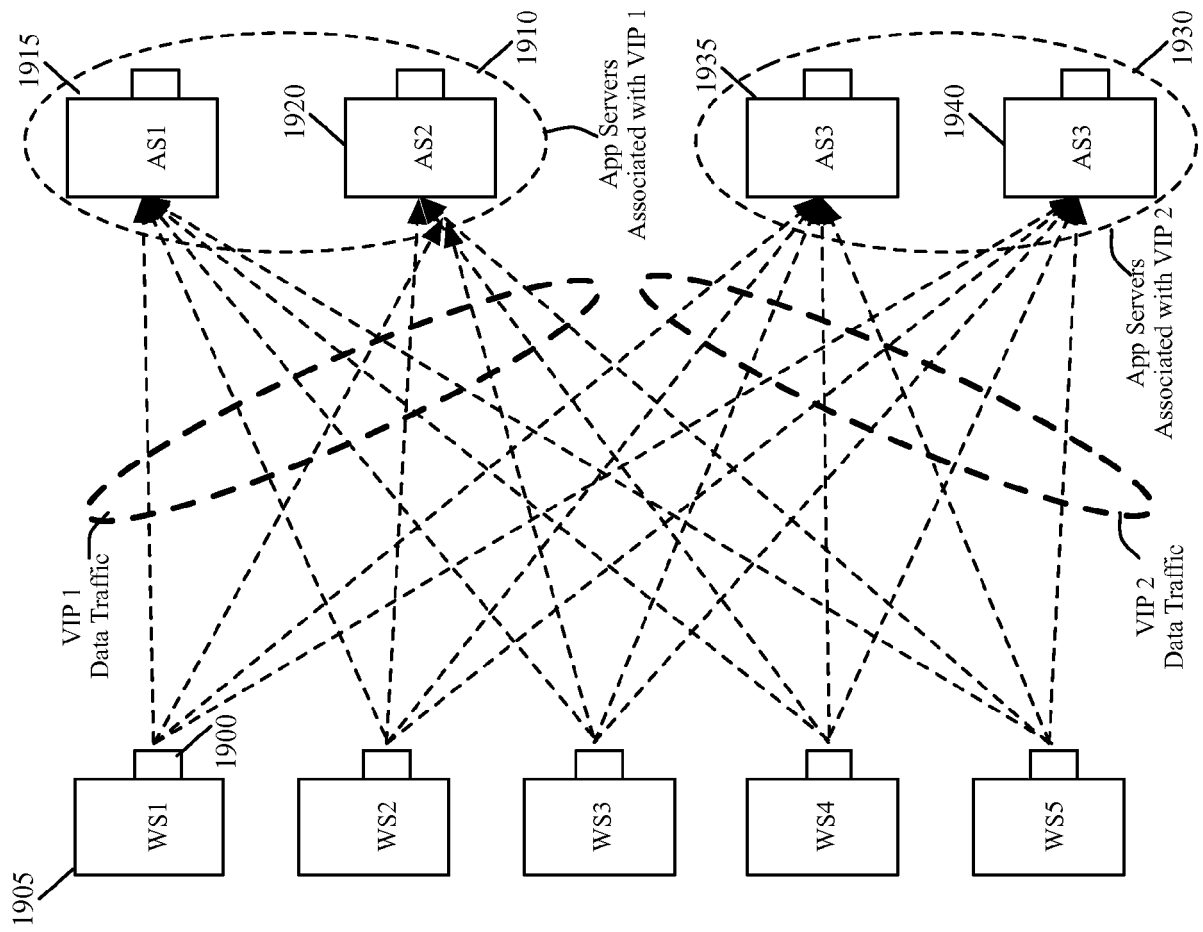 1905
WS1
1900
WS2
WS3
WS4
WS5
VIP 1
Data Traffic
VIP 2
Data Traffic
1915
AS1
1920
AS2
1910
App Servers
Associated with VIP 1
1935
AS3
1940
AS3
1930
App Servers
Associated with VIP 2